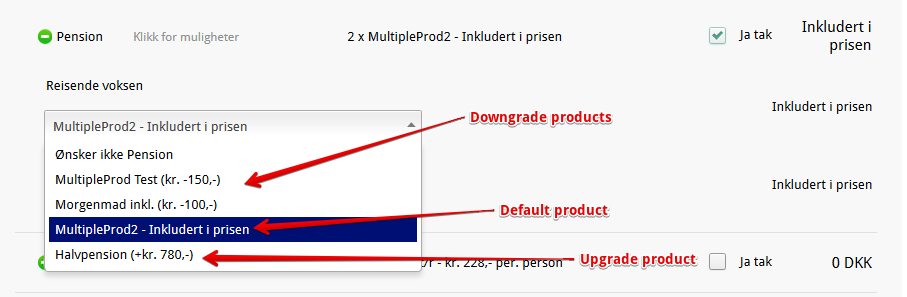 Pension Klikk for muligheter 2 x MultipleProd2 - Inkludert i prisen Ja tak Inkludert i
prisen
Reisende voksen
Inkludert i prisen
MultipleProd2 - Inkludert i prisen
Downgrade products
Ønsker ikke Pension
MultipleProd Test (kr. -150,-)
Inkludert i prisen
Morgenmad inkl. (kr. -100,-)
Default product
MultipleProd2 - Inkludert i prisen
Halvpension (+kr. 780,-)
Upgrade product
/r - kr. 228,- per. person Ja tak 0 DKK